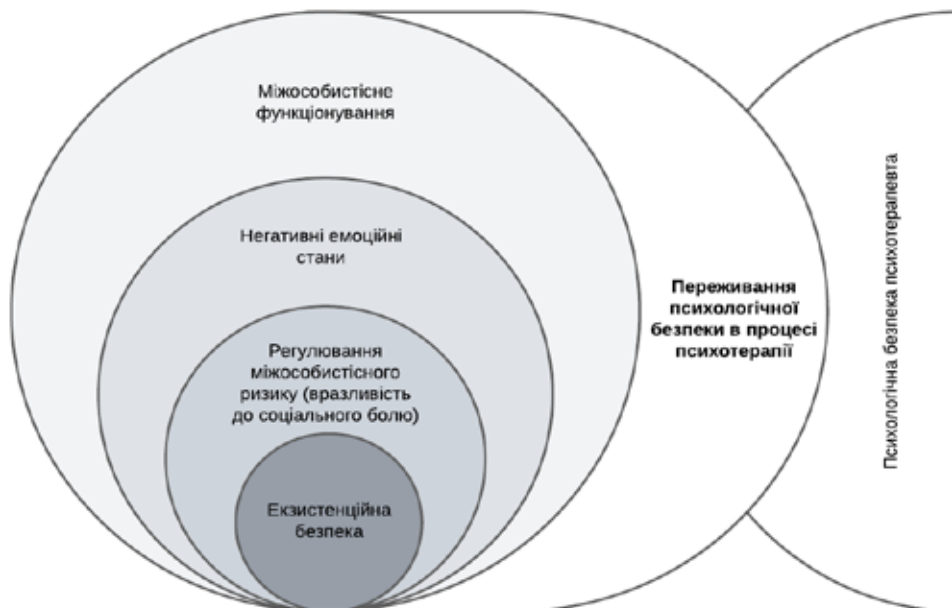 Міжособистісне
функціонування
Негативні емоційні
стани
Регулювання
міжособистісного
ризику (вразливість
до соціального болю)
Екзистенційна
безпека
Переживання
психологічної
безпеки в процесі
психотерапії
Психологічна безпека психотерапевта